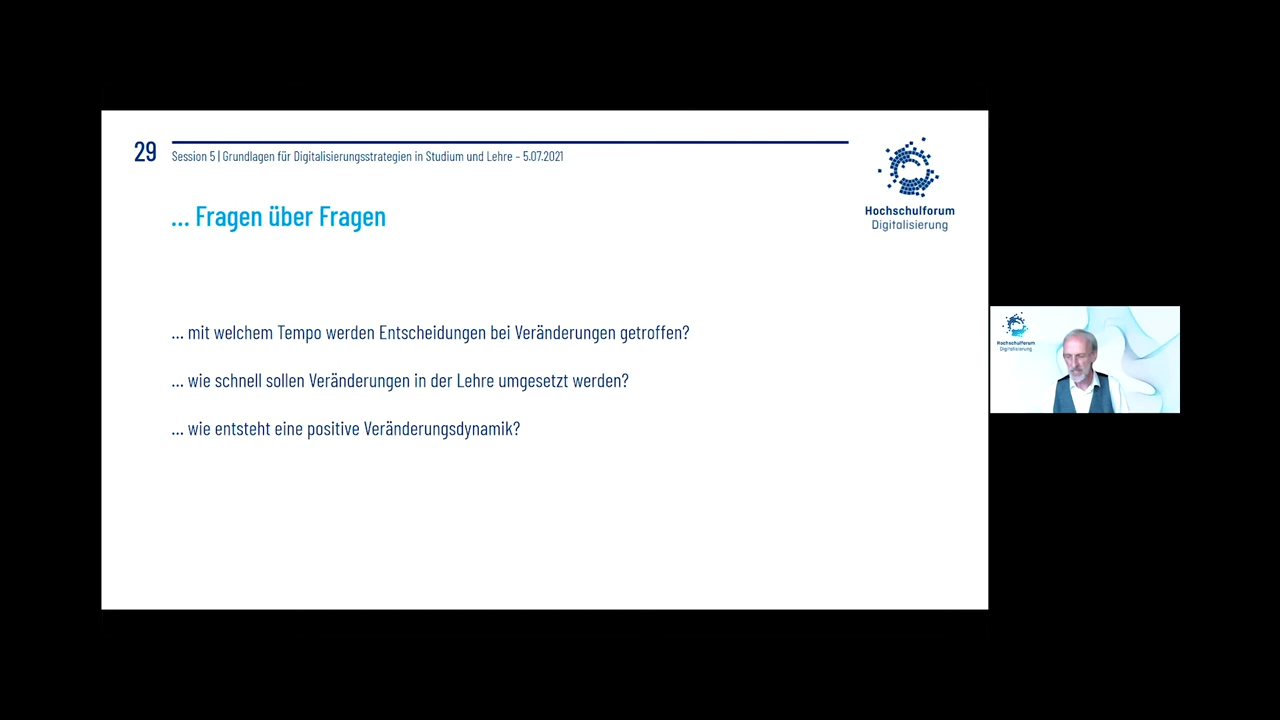 29
Session 5 | Grundlagen für Digitalisierungsstrategien in Studium und Lehre – 5.07.2021
Hochschulforum
Digitalisierung
... Fragen über Fragen
... mit welchem Tempo werden Entscheidungen bei Veränderungen getroffen?
... wie schnell sollen Veränderungen in der Lehre umgesetzt werden?
... wie entsteht eine positive Veränderungsdynamik?
Hochschulforum
Digitalisierung